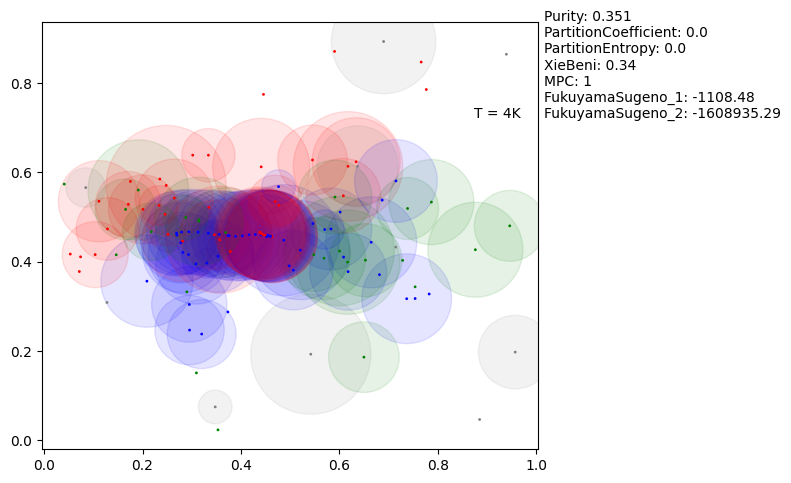 Purity: 0.351
PartitionCoefficient: 0.0
PartitionEntropy: 0.0
XieBeni: 0.34
MPC: 1
FukuyamaSugeno_1: -1108.48
FukuyamaSugeno_2: -1608935.29
T = 4K
0.8
0.6
0.4
0.2
0.0
0.0 0.2 0.4 0.6 0.8 1.0